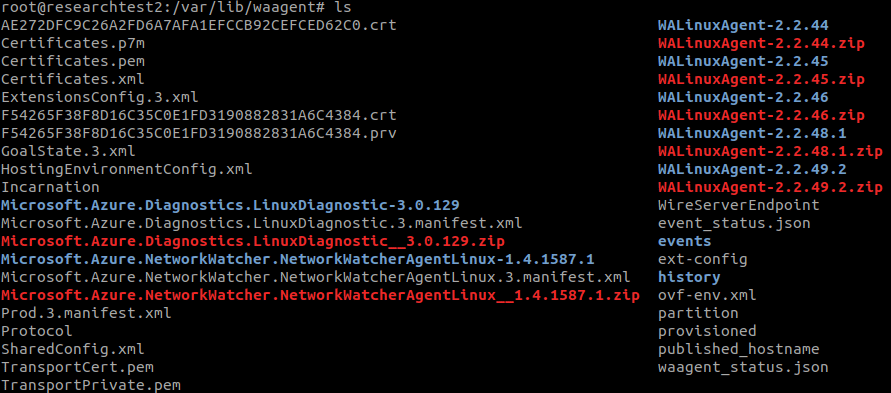 root@researchtest2:/var/lib/waagent# ls
AE272DFC9C26A2FD6A7AFA1EFCCB92CEFECED62C.crt WALinuxAgent-2.2.44
Certificates.p7m WALinuxAgent-2.2.44.zip
Certificates.pem WALinuxAgent-2.2.45
Certificates.xml WALinuxAgent-2.2.45.zip
ExtensionsConfig.3.xml WALinuxAgent-2.2.46
F54265F38F8D16C35C0E1FD3190882831A6C4384.crt WALinuxAgent-2.2.46.zip
F54265F38F8D16C35C0E1FD3190882831A6C4384.prv WALinuxAgent-2.2.48.1
GoalState.3.xml WALinuxAgent-2.2.48.1.zip
HostingEnvironmentConfig.xml WALinuxAgent-2.2.49.2
Incarnation WALinuxAgent-2.2.49.2.zip
Microsoft.Azure.Diagnostics.LinuxDiagnostic-3.0.129 WireServerEndpoint
Microsoft.Azure.Diagnostics.LinuxDiagnostic.3.manifest.xml event_status.json
Microsoft.Azure.Diagnostics.LinuxDiagnostic__3.0.129.zip events
Microsoft.Azure.NetworkWatcher.NetworkWatcherAgentLinux-1.4.1587.1 ext-config
Microsoft.Azure.NetworkWatcher.NetworkWatcherAgentLinux.3.manifest.xml history
Microsoft.Azure.NetworkWatcher.NetworkWatcherAgentLinux__1.4.1587.1.zip ovf-env.xml
Prod.3.manifest.xml partition
Protocol provisioned
SharedConfig.xml published_hostname
TransportCert.pem waagent_status.json
TransportPrivate.pem